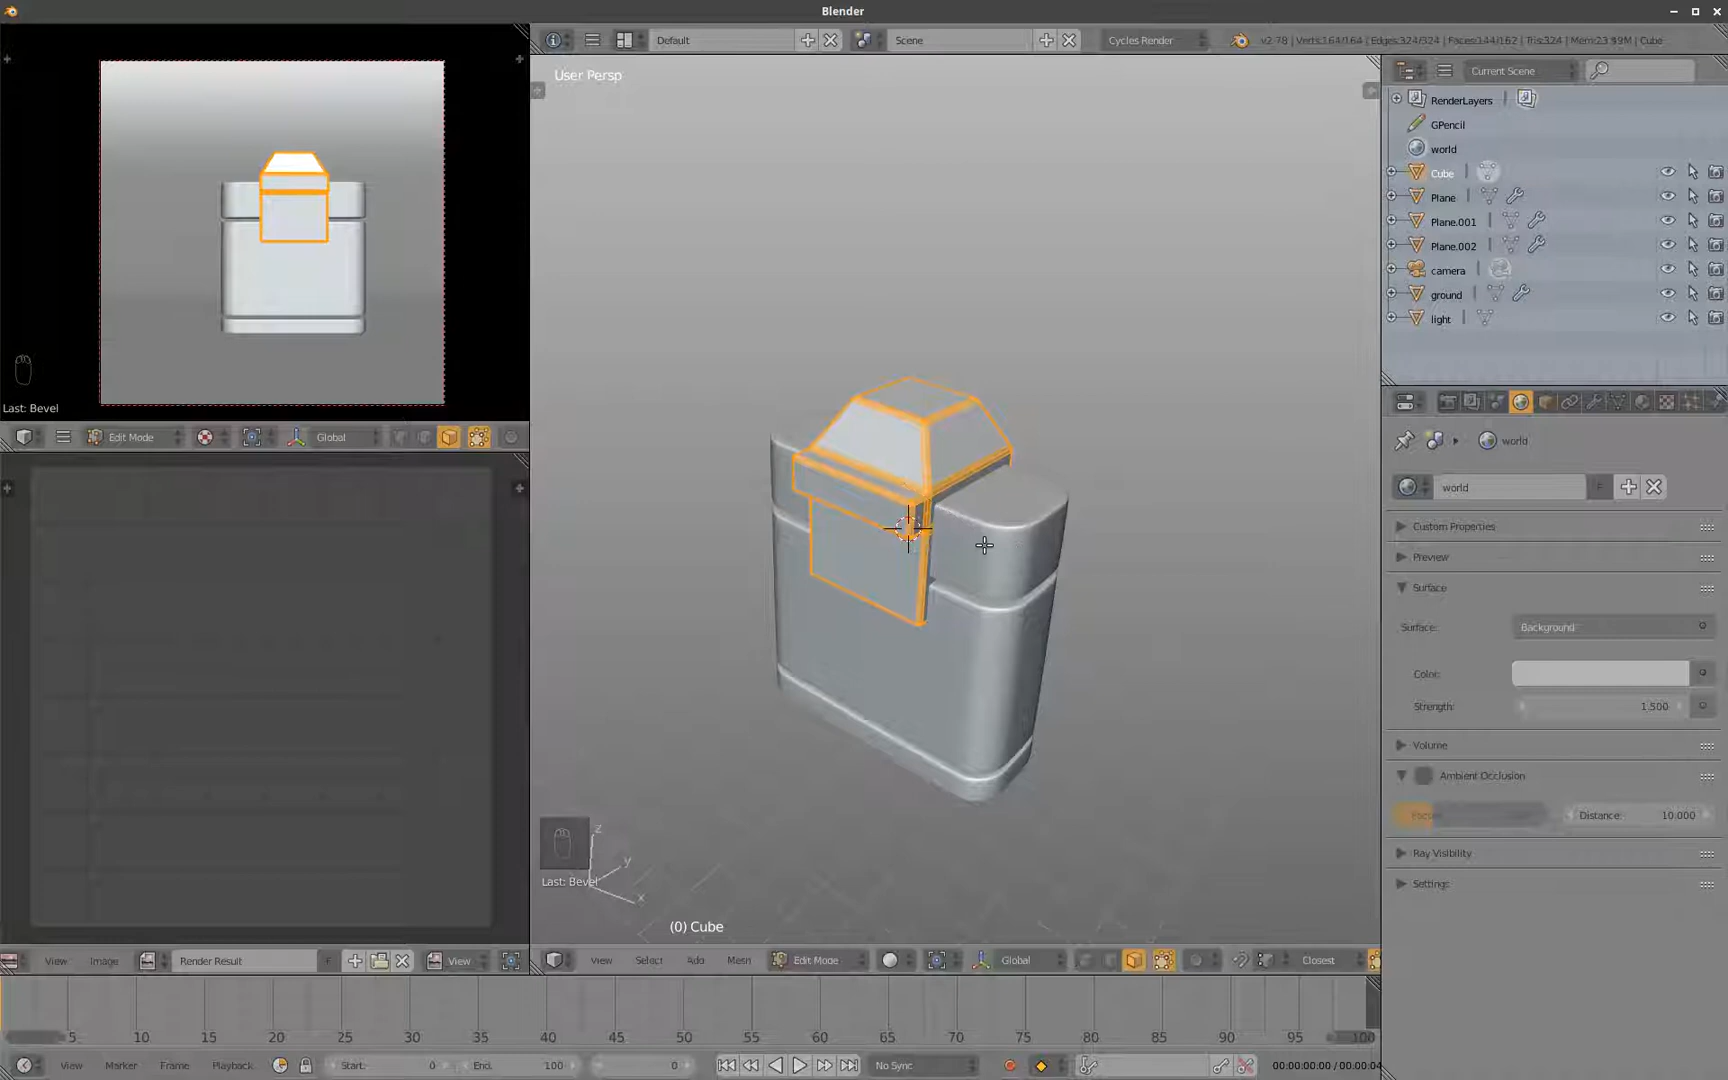 Blender
Default
Scene
Cycles Render
v2.78 | Verts:164/164 | Edges:324/324 | Faces:144/162 | Tris:324 | Mem:23.99M | Cube
User Persp
Current Scene
RenderLayers
GPencil
world
Cube
Plane
Plane.001
Plane.002
camera
ground
light
Last: Bevel
Edit Mode
Global
world
world
F
Custom Properties
Preview
Surface
Surface:
Background
Color:
Strength:
1.500
Volume
Ambient Occlusion
Distance:
10.000
Ray Visibility
Settings
z
y
x
Last: Bevel
(0) Cube
View
Image
Render Result
F
View
View
Select
Add
Mesh
Edit Mode
Global
Closest
5
10
15
20
25
30
35
40
45
50
55
60
65
70
75
80
85
90
95
100
View
Marker
Frame
Playback
Start:
0
End:
100
0
No Sync
00:00:00:00 / 00:00:04